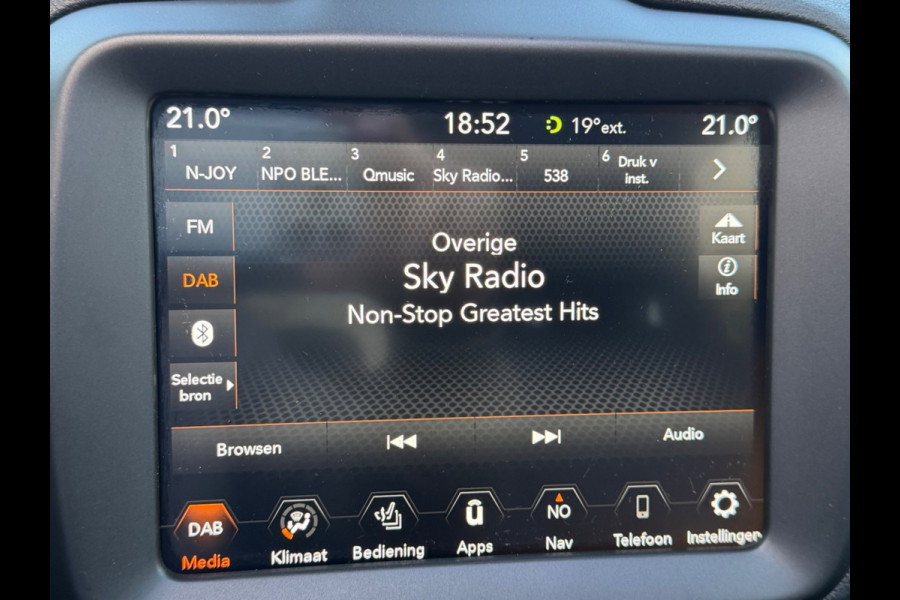 21.0° 18:52 19°ext. 21.0°
1 N-JOY
2 NPO BLE...
3 Qmusic
4 Sky Radio...
5 538
6 Druk v
inst.
FM
DAB
Selectie
bron
Overige
Sky Radio
Non-Stop Greatest Hits
Kaart
i
Info
Browsen
Audio
DAB
Media
Klimaat
Bediening
Apps
NO
Nav
Telefoon
Instellingen